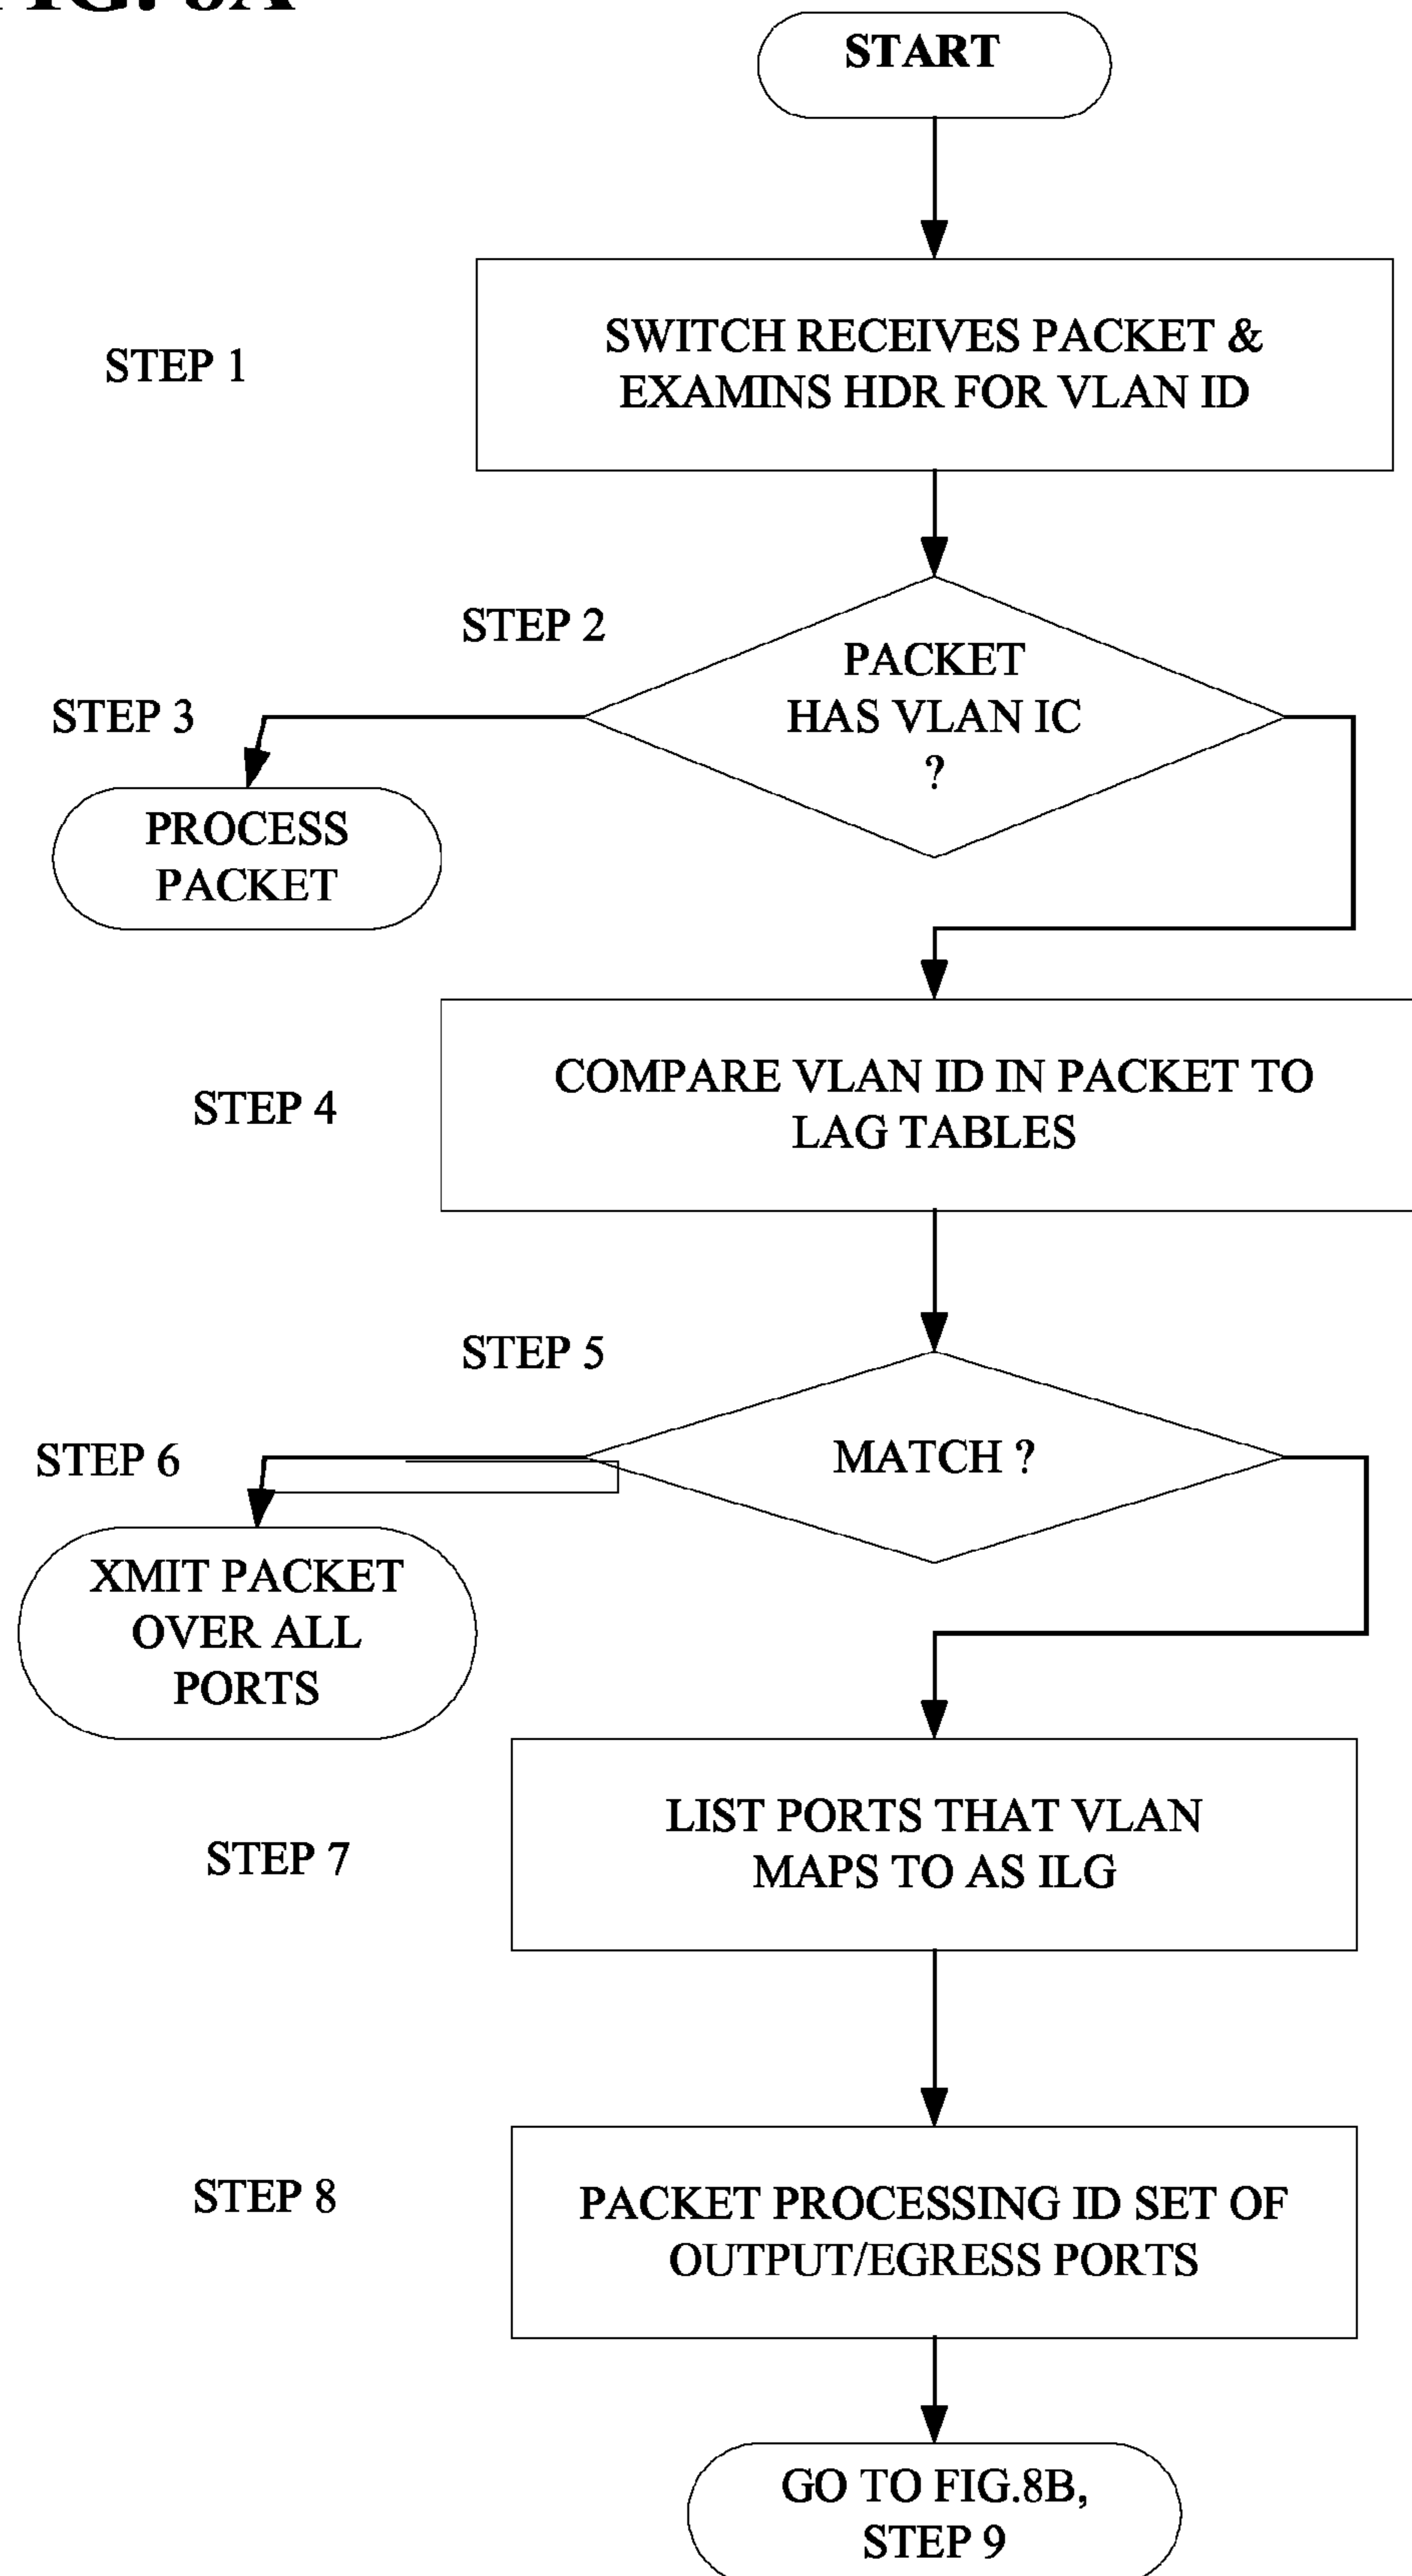 FIG. 8A
START
STEP 1
SWITCH RECEIVES PACKET &
EXAMINS HDR FOR VLAN ID
STEP 2
PACKET
HAS VLAN IC
?
STEP 3
PROCESS
PACKET
STEP 4
COMPARE VLAN ID IN PACKET TO
LAG TABLES
STEP 5
MATCH ?
STEP 6
XMIT PACKET
OVER ALL
PORTS
STEP 7
LIST PORTS THAT VLAN
MAPS TO AS ILG
STEP 8
PACKET PROCESSING ID SET OF
OUTPUT/EGRESS PORTS
GO TO FIG.8B,
STEP 9